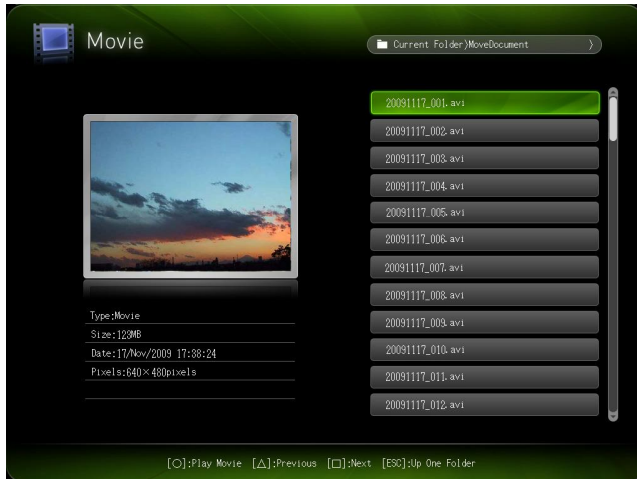 Movie
Current Folder〉MoveDocument 〉
20091117_001.avi
20091117_002.avi
20091117_003.avi
20091117_004.avi
20091117_005.avi
20091117_006.avi
20091117_007.avi
20091117_008.avi
20091117_009.avi
20091117_010.avi
20091117_011.avi
20091117_012.avi
Type:Movie
Size:123MB
Date:17/Nov/2009 17:38:24
Pixels:640×480pixels
[○]:Play Movie [△]:Previous [□]:Next [ESC]:Up One Folder